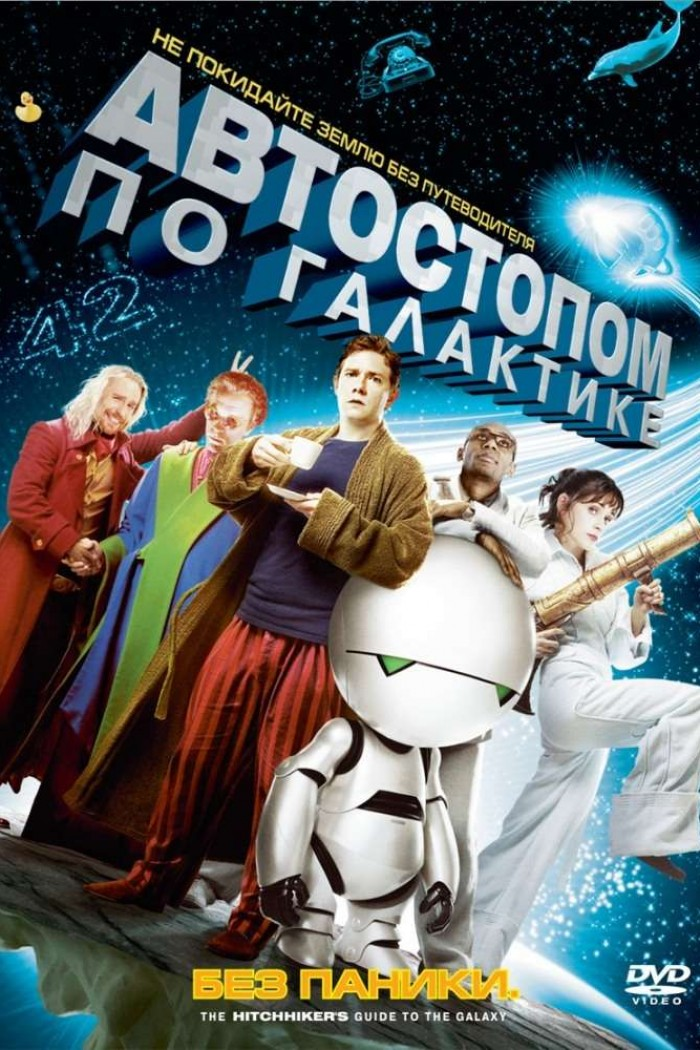 НЕ ПОКИДАЙТЕ ЗЕМЛЮ БЕЗ ПУТЕВОДИТЕЛЯ
АВТОСТОПОМ
ПО ГАЛАКТИКЕ
42
БЕЗ ПАНИКИ.
THE HITCHHIKER'S GUIDE TO THE GALAXY
DVD
VIDEO